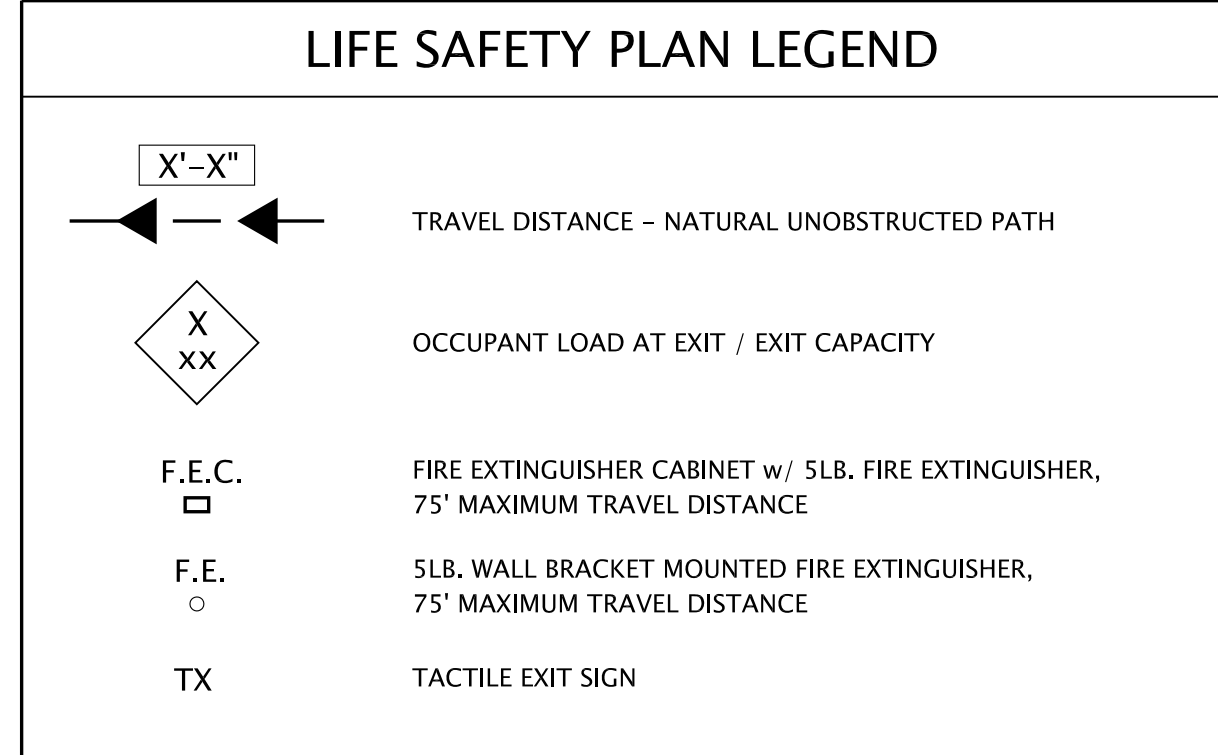 LIFE SAFETY PLAN LEGEND
X'-X"
TRAVEL DISTANCE – NATURAL UNOBSTRUCTED PATH
X
xx
OCCUPANT LOAD AT EXIT / EXIT CAPACITY
F.E.C.
FIRE EXTINGUISHER CABINET w/ 5LB. FIRE EXTINGUISHER,
75' MAXIMUM TRAVEL DISTANCE
F.E.
5LB. WALL BRACKET MOUNTED FIRE EXTINGUISHER,
75' MAXIMUM TRAVEL DISTANCE
TX
TACTILE EXIT SIGN